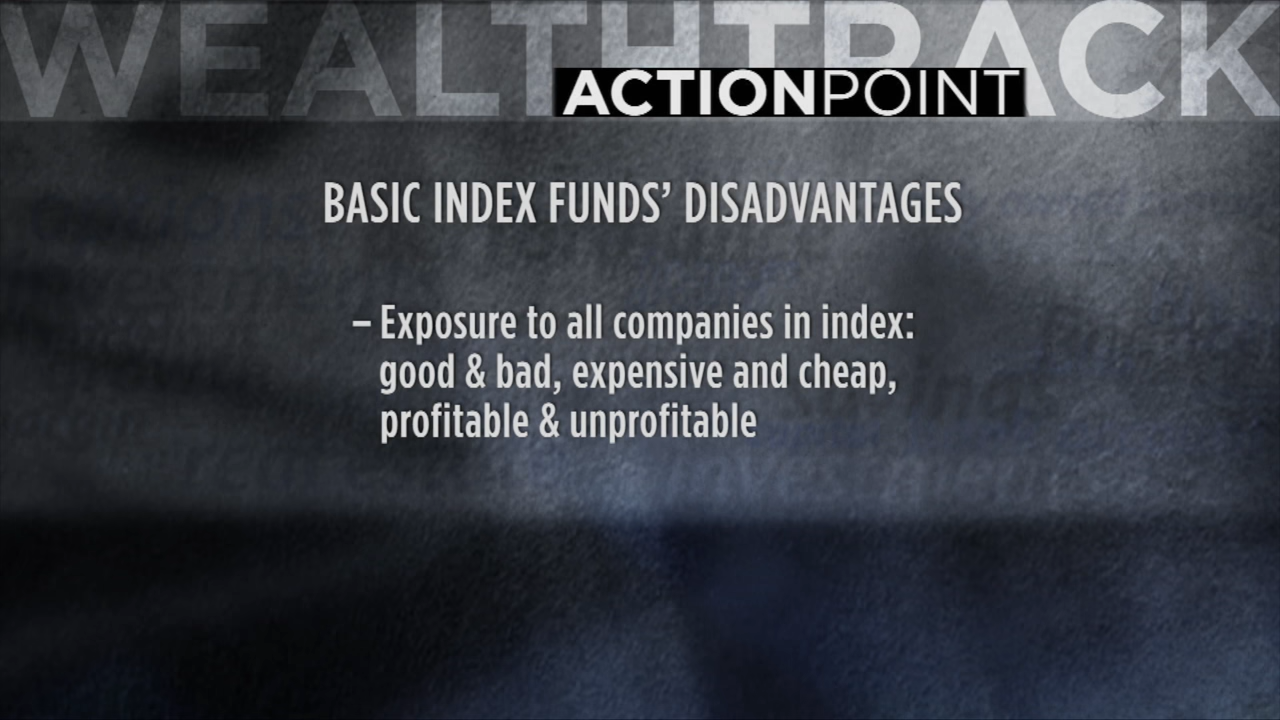 WEALTHTRACK
ACTIONPOINT
BASIC INDEX FUNDS’ DISADVANTAGES
– Exposure to all companies in index:
good & bad, expensive and cheap,
profitable & unprofitable